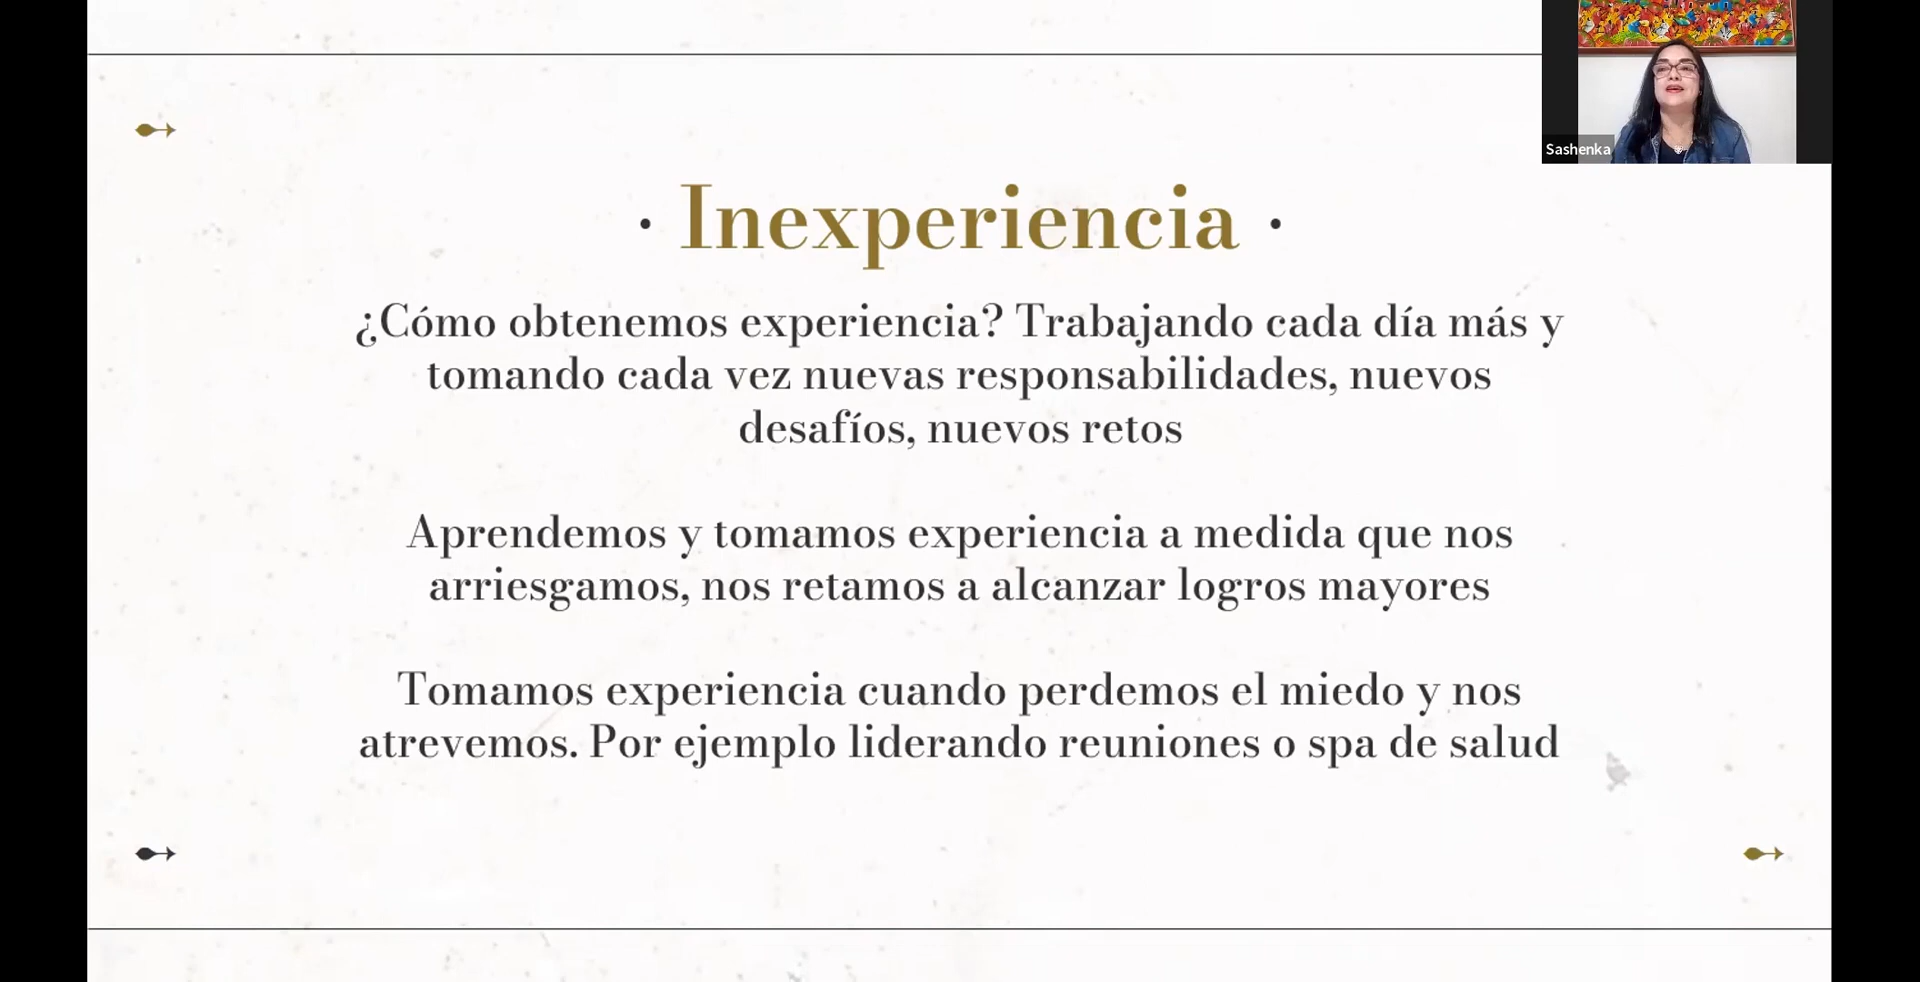 Sashenka
· Inexperiencia ·
¿Cómo obtenemos experiencia? Trabajando cada día más y
tomando cada vez nuevas responsabilidades, nuevos
desafíos, nuevos retos
Aprendemos y tomamos experiencia a medida que nos
arriesgamos, nos retamos a alcanzar logros mayores
Tomamos experiencia cuando perdemos el miedo y nos
atrevemos. Por ejemplo liderando reuniones o spa de salud